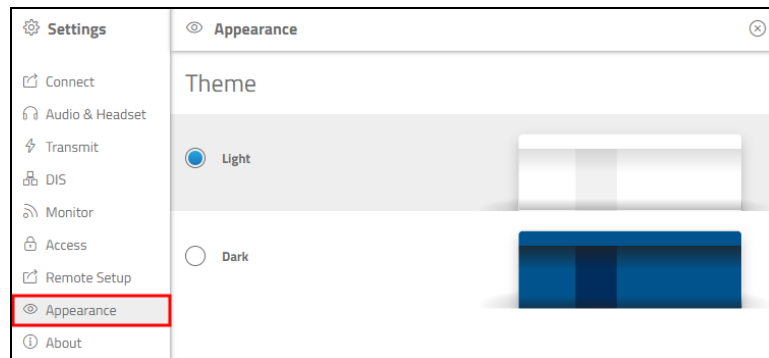 Settings
Connect
Audio & Headset
Transmit
DIS
Monitor
Access
Remote Setup
Appearance
About
Appearance
Theme
Light
Dark